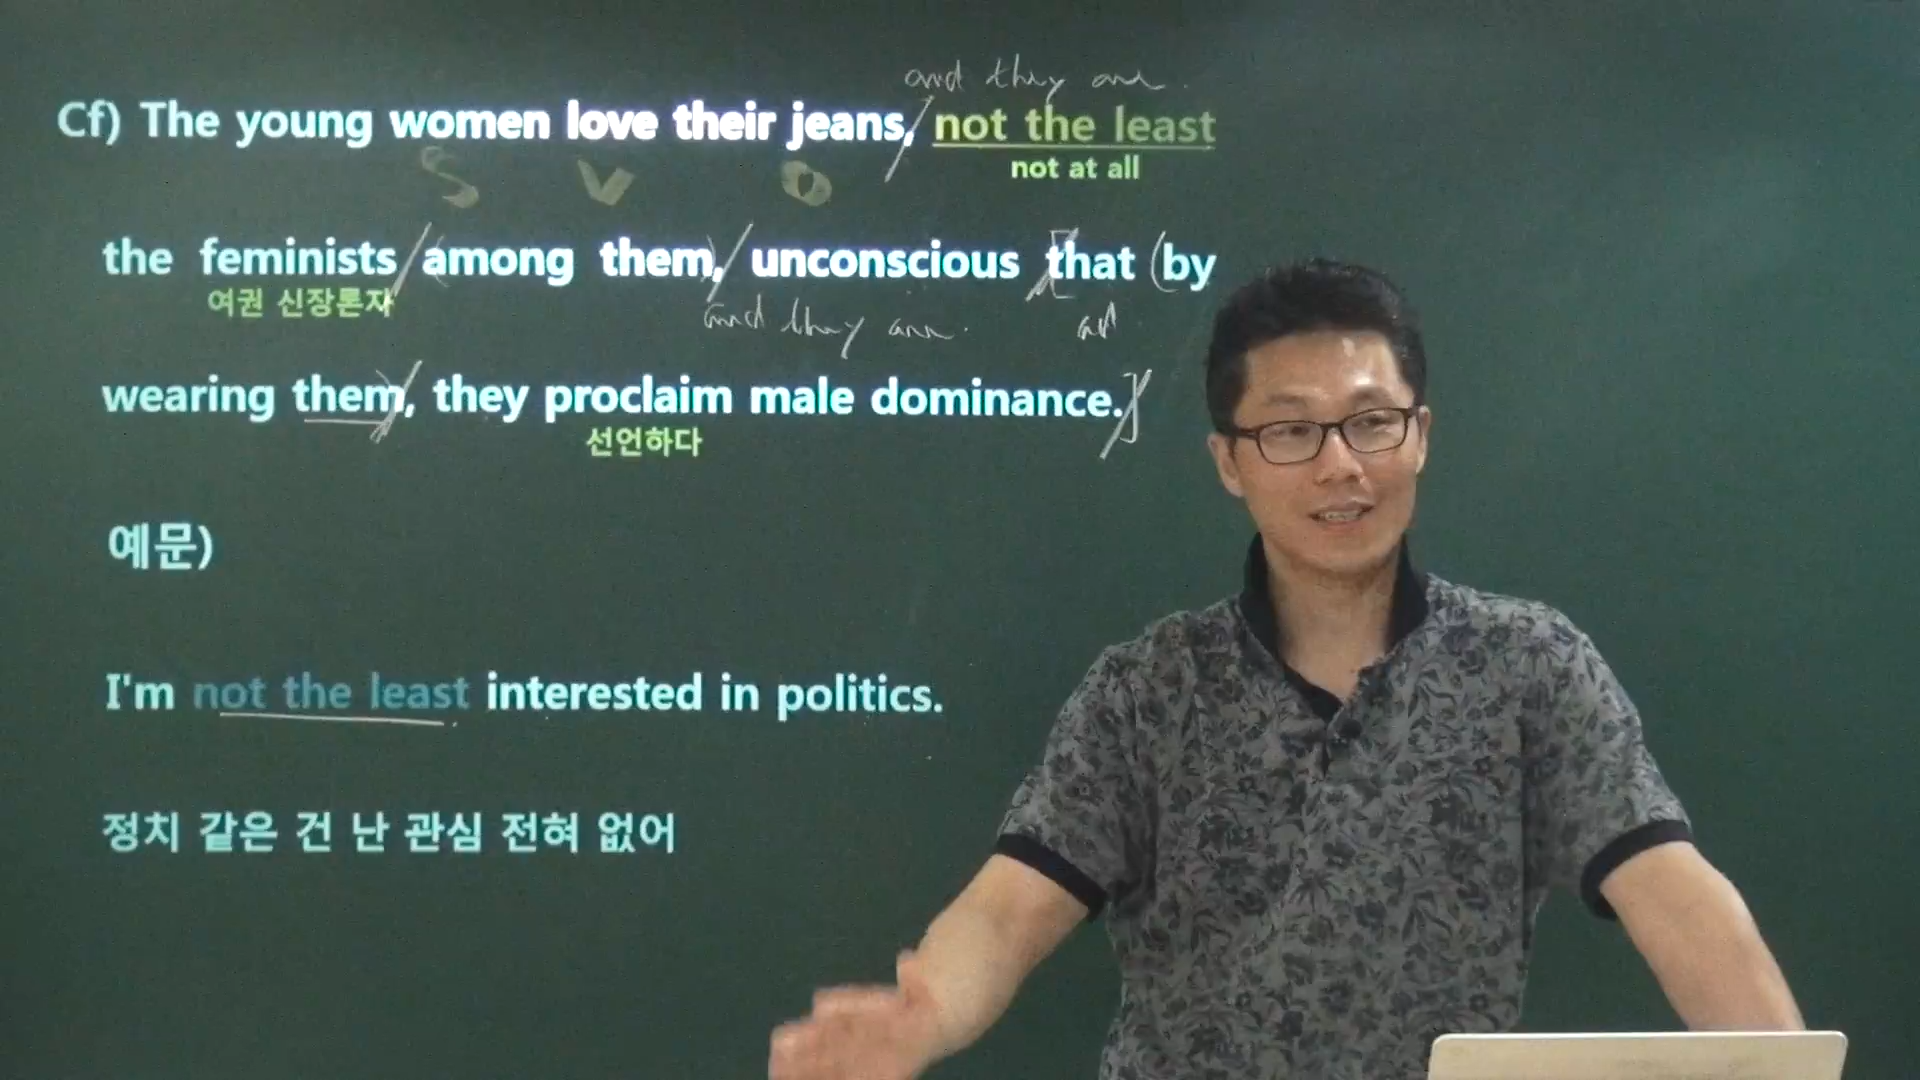 and they are.
Cf) The young women love their jeans, not the least
S V O
not at all
the feminists among them, unconscious that (by
여권 신장론자
and they are.
wearing them), they proclaim male dominance.]
선언하다
예문)
I'm not the least interested in politics.
정치 같은 건 난 관심 전혀 없어